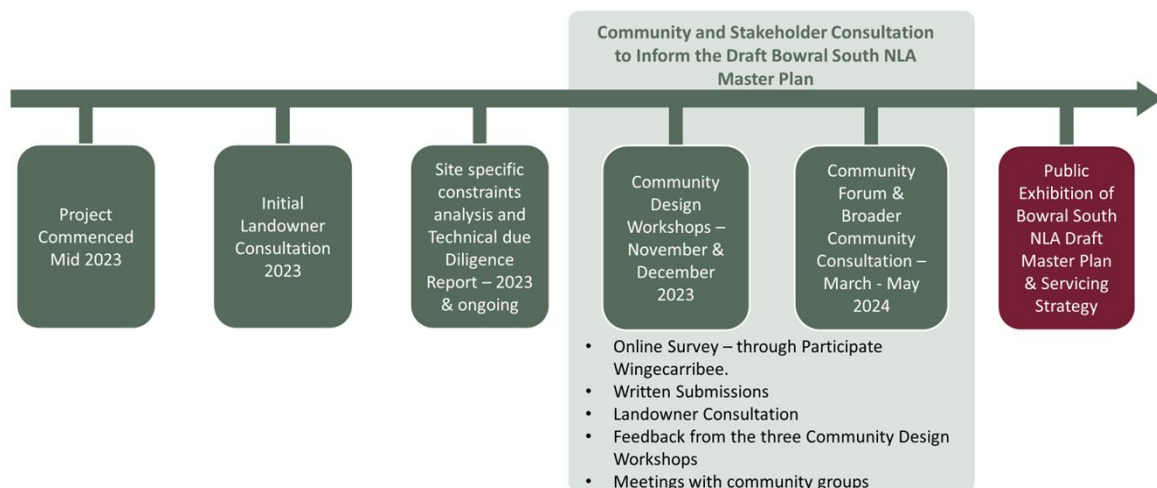 Community and Stakeholder Consultation
to Inform the Draft Bowral South NLA
Master Plan
Project
Commenced
Mid 2023
Initial
Landowner
Consultation
2023
Site specific
constraints
analysis and
Technical due
Diligence
Report – 2023
& ongoing
Community
Design
Workshops –
November &
December
2023
Community
Forum &
Broader
Community
Consultation –
March - May
2024
Public
Exhibition of
Bowral South
NLA Draft
Master Plan
& Servicing
Strategy
• Online Survey – through Participate
Wingecarribee.
• Written Submissions
• Landowner Consultation
• Feedback from the three Community Design
Workshops
• Meetings with community groups